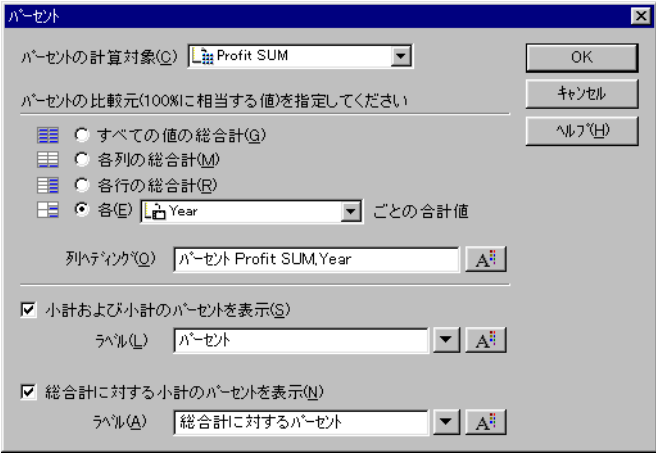 ﾊﾟｰｾﾝﾄ
ﾊﾟｰｾﾝﾄの計算対象(C) Profit SUM
OK
ｷｬﾝｾﾙ
ﾍﾙﾌﾟ(H)
ﾊﾟｰｾﾝﾄの比較元(100%に相当する値)を指定してください
すべての値の総合計(G)
各列の総合計(M)
各行の総合計(R)
各(E) Year ごとの合計値
列ﾍﾃﾞｨﾝｸﾞ(O) ﾊﾟｰｾﾝﾄ Profit SUM,Year A
小計および小計のﾊﾟｰｾﾝﾄを表示(S)
ﾗﾍﾞﾙ(L) ﾊﾟｰｾﾝﾄ A
総合計に対する小計のﾊﾟｰｾﾝﾄを表示(N)
ﾗﾍﾞﾙ(A) 総合計に対するﾊﾟｰｾﾝﾄ A